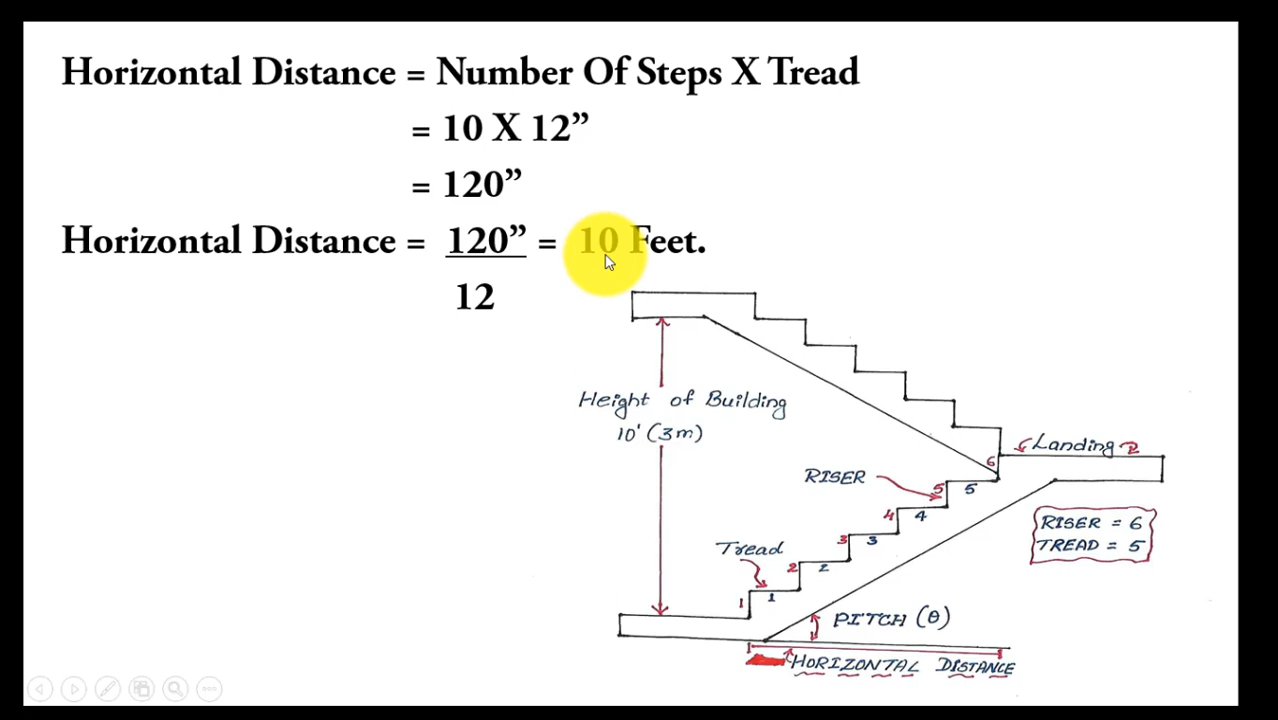 Horizontal Distance = Number Of Steps X Tread
= 10 X 12”
= 120”
Horizontal Distance = 120” = 10 Feet.
12
Height of Building
10' (3m)
Landing
RISER
6
5
5
4
4
RISER = 6
TREAD = 5
3
3
Tread
2
2
1
1
PITCH (θ)
HORIZONTAL DISTANCE